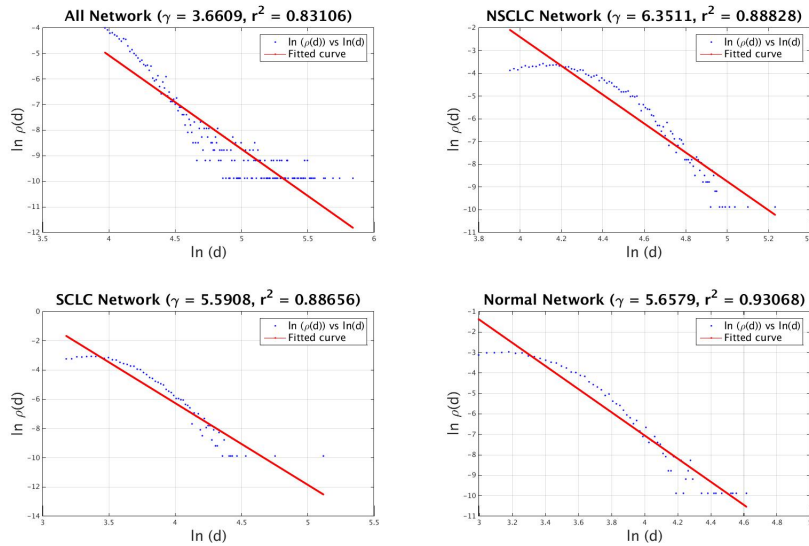 All Network (γ = 3.6609, r² = 0.83106)
ln (ρ(d)) vs ln(d)
Fitted curve
-4
-5
-6
-7
-8
-9
-10
-11
-12
ln ρ(d)
3.5 4 4.5 5 5.5 6
ln (d)
NSCLC Network (γ = 6.3511, r² = 0.88828)
ln (ρ(d)) vs ln(d)
Fitted curve
-2
-3
-4
-5
-6
-7
-8
-9
-10
-11
ln ρ(d)
3.8 4 4.2 4.4 4.6 4.8 5 5.2
ln (d)
SCLC Network (γ = 5.5908, r² = 0.88656)
ln (ρ(d)) vs ln(d)
Fitted curve
0
-2
-4
-6
-8
-10
-12
-14
ln ρ(d)
3 3.5 4 4.5 5 5.5
ln (d)
Normal Network (γ = 5.6579, r² = 0.93068)
ln (ρ(d)) vs ln(d)
Fitted curve
-1
-2
-3
-4
-5
-6
-7
-8
-9
-10
-11
ln ρ(d)
3 3.2 3.4 3.6 3.8 4 4.2 4.4 4.6 4.8
ln (d)